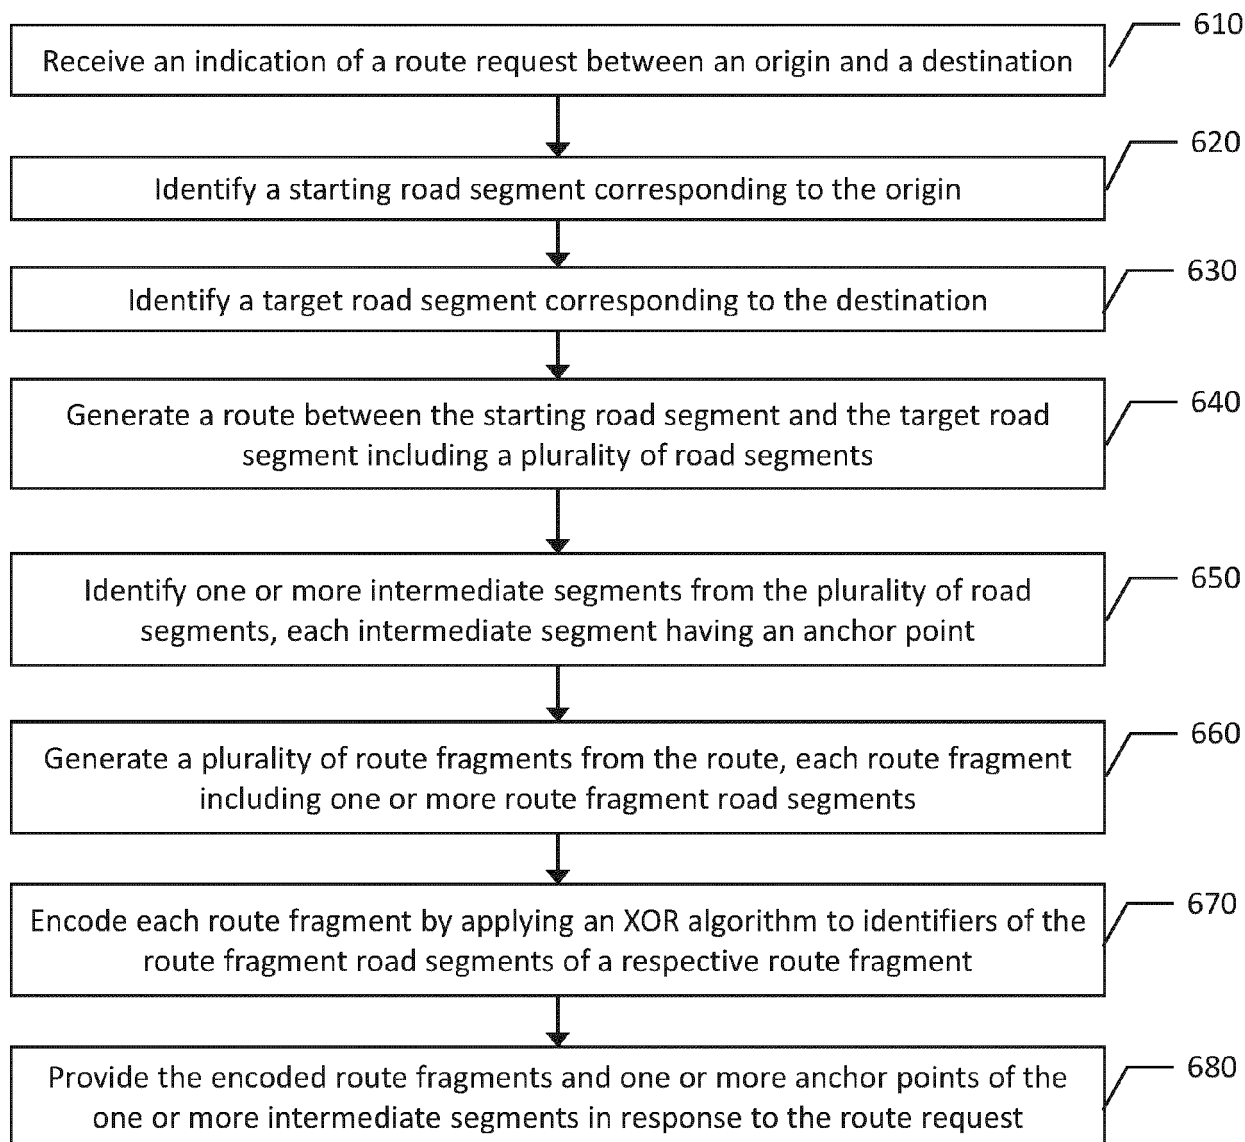 610
Receive an indication of a route request between an origin and a destination
620
Identify a starting road segment corresponding to the origin
630
Identify a target road segment corresponding to the destination
640
Generate a route between the starting road segment and the target road
segment including a plurality of road segments
650
Identify one or more intermediate segments from the plurality of road
segments, each intermediate segment having an anchor point
660
Generate a plurality of route fragments from the route, each route fragment
including one or more route fragment road segments
670
Encode each route fragment by applying an XOR algorithm to identifiers of the
route fragment road segments of a respective route fragment
680
Provide the encoded route fragments and one or more anchor points of the
one or more intermediate segments in response to the route request